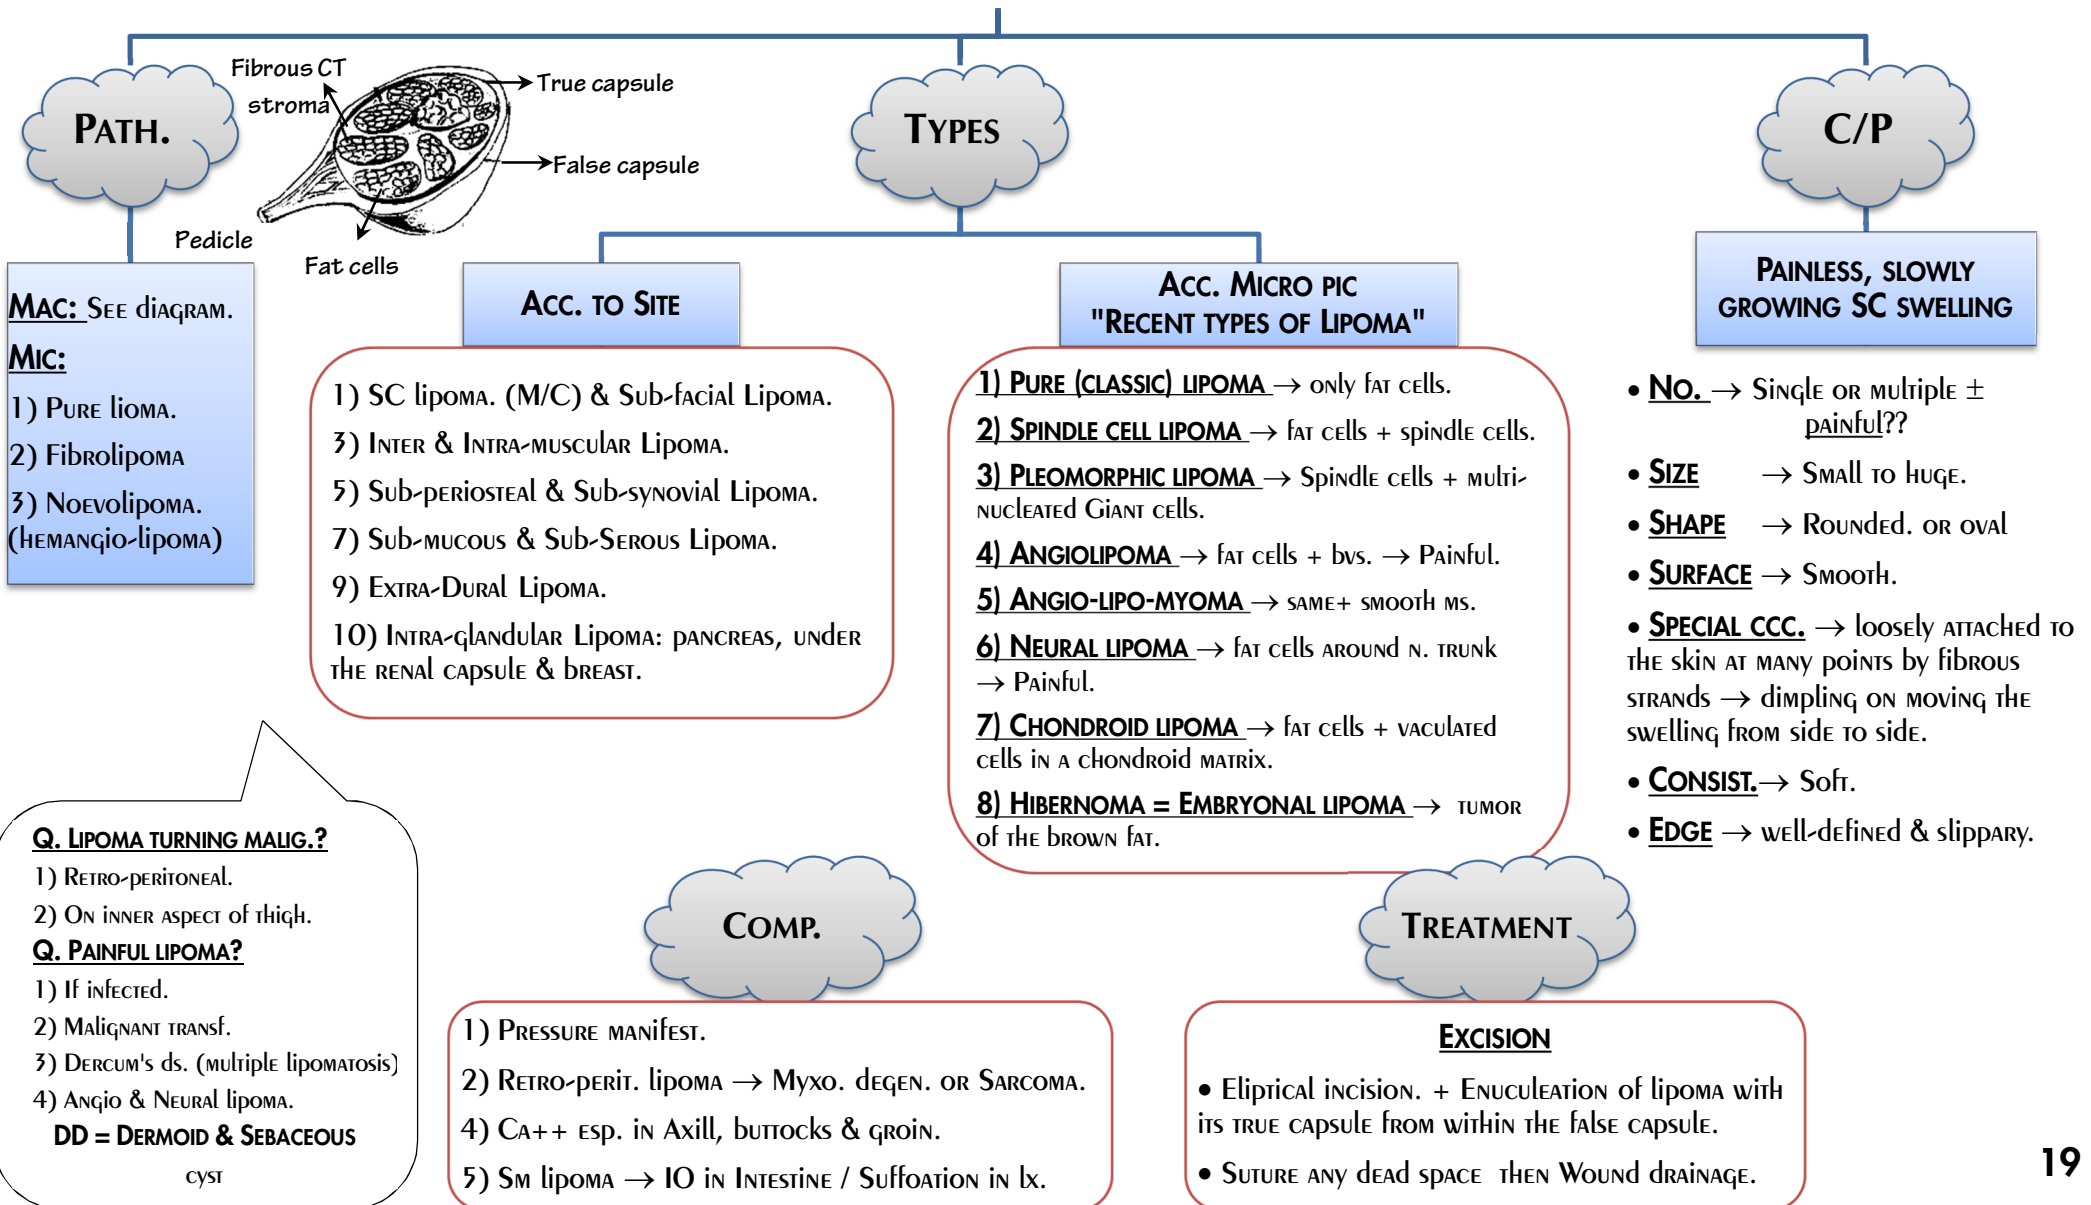 PATH.
Fibrous CT
stroma
True capsule
False capsule
Pedicle
Fat cells
MAC: SEE diagram.
MIC:
1) Pure lioma.
2) Fibrolipoma
3) Noevolipoma.
(hemangio-lipoma)
TYPES
ACC. TO SITE
1) SC lipoma. (M/C) & Sub-facial Lipoma.
3) Inter & Intra-muscular Lipoma.
5) Sub-periosteal & Sub-synovial Lipoma.
7) Sub-mucous & Sub-Serous Lipoma.
9) Extra-Dural Lipoma.
10) Intra-glandular Lipoma: pancreas, under
the renal capsule & breast.
ACC. MICRO PIC
"RECENT TYPES OF LIPOMA"
1) PURE (CLASSIC) LIPOMA → only fat cells.
2) SPINDLE CELL LIPOMA → fat cells + spindle cells.
3) PLEOMORPHIC LIPOMA → Spindle cells + multi-
nucleated Giant cells.
4) ANGIOLIPOMA → fat cells + bvs. → Painful.
5) ANGIO-LIPO-MYOMA → same+ smooth ms.
6) NEURAL LIPOMA → fat cells around n. trunk
→ Painful.
7) CHONDROID LIPOMA → fat cells + vaculated
cells in a chondroid matrix.
8) HIBERNOMA = EMBRYONAL LIPOMA → tumor
of the brown fat.
C/P
PAINLESS, SLOWLY
GROWING SC SWELLING
• NO. → Single or multiple ±
painful??
• SIZE → Small to huge.
• SHAPE → Rounded. or oval
• SURFACE → Smooth.
• SPECIAL CCC. → loosely attached to
the skin at many points by fibrous
strands → dimpling on moving the
swelling from side to side.
• CONSIST.→ Soft.
• EDGE → well-defined & slippary.
Q. LIPOMA TURNING MALIG.?
1) Retro-peritoneal.
2) On inner aspect of thigh.
Q. PAINFUL LIPOMA?
1) If infected.
2) Malignant transf.
3) Dercum's ds. (multiple lipomatosis)
4) Angio & Neural lipoma.
DD = DERMOID & SEBACEOUS
cyst
COMP.
1) Pressure manifest.
2) Retro-perit. lipoma → Myxo. degen. or Sarcoma.
4) Ca++ esp. in Axill, buttocks & groin.
5) Sm lipoma → IO in Intestine / Suffoation in lx.
TREATMENT
EXCISION
• Eliptical incision. + Enuculeation of lipoma with
its true capsule from within the false capsule.
• Suture any dead space then Wound drainage.
19